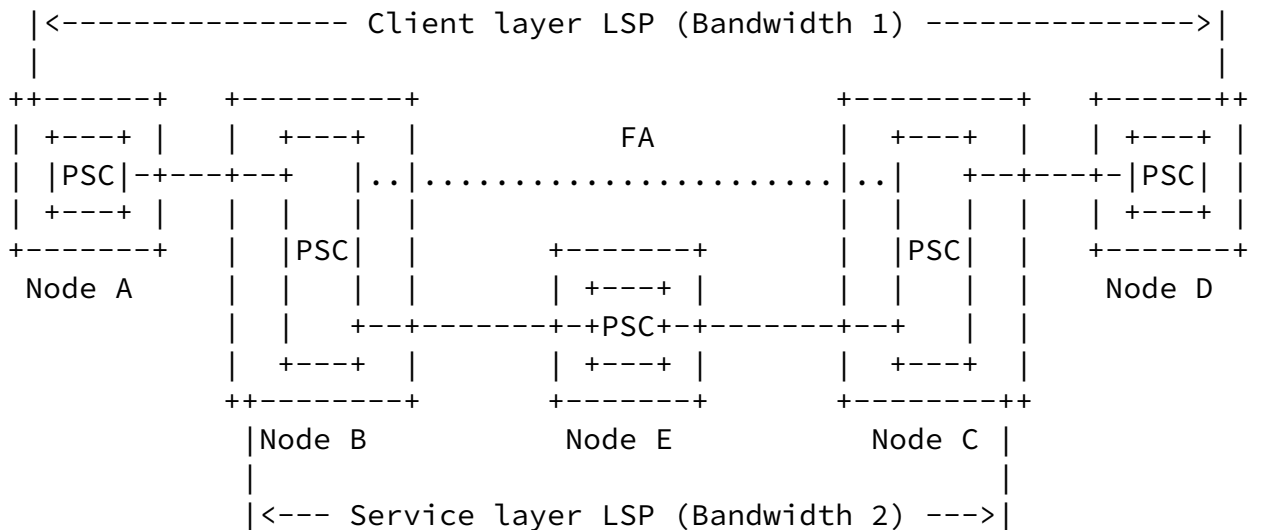 |<---------------- Client layer LSP (Bandwidth 1) --------------->|
FA
PSC PSC
PSC PSC
Node A Node D
PSC
Node B Node E Node C
|<--- Service layer LSP (Bandwidth 2) --->|